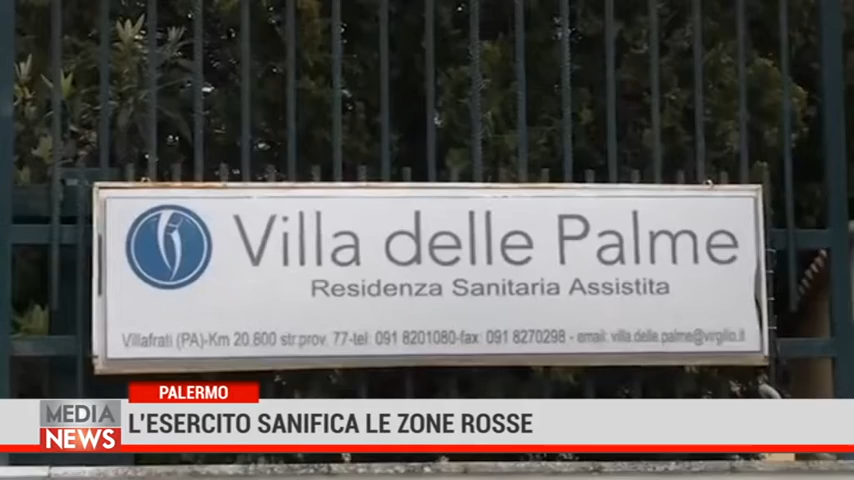 Villa delle Palme
Residenza Sanitaria Assistita
Villafrati (PA)-Km 20.800 str.prov. 77-tel: 091 8201080-fax: 091 8270298 - email: villa.delle.palme@virgilio.it
PALERMO
MEDIA
NEWS
L'ESERCITO SANIFICA LE ZONE ROSSE